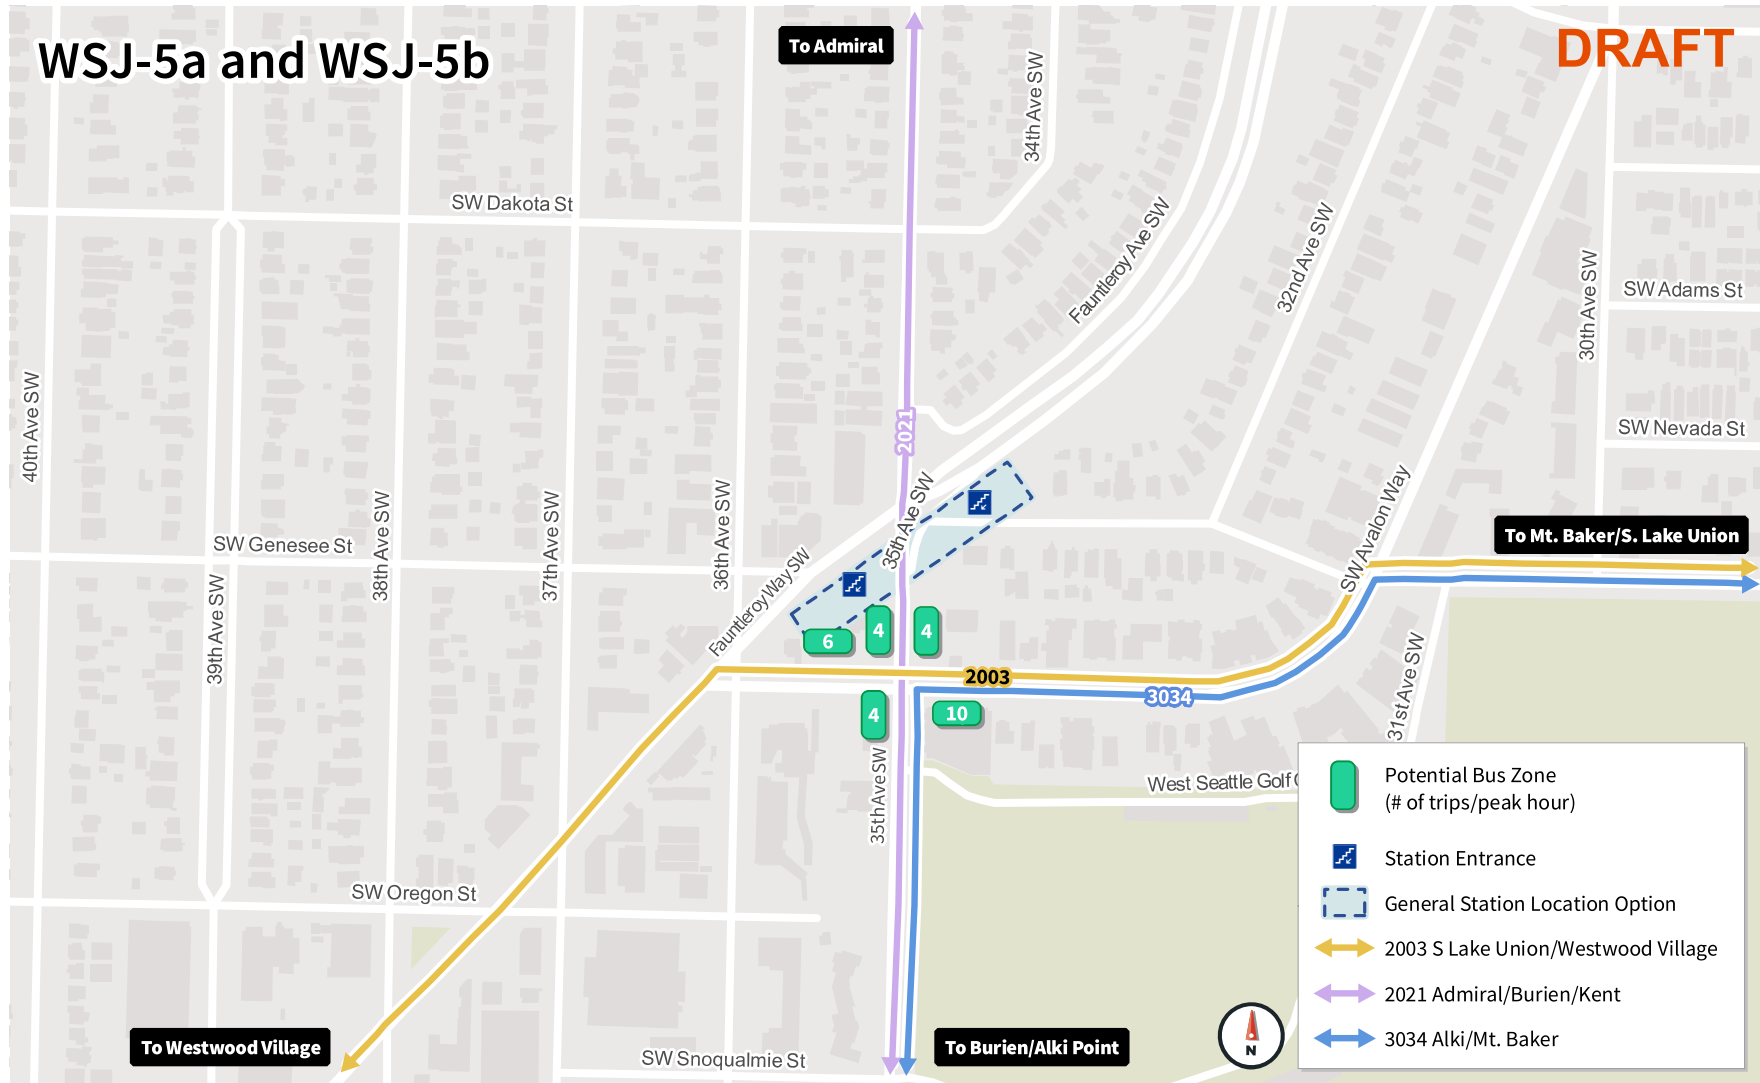 WSJ-5a and WSJ-5b
To Admiral
DRAFT
34th Ave SW
SW Dakota St
Fauntleroy Ave SW
32nd Ave SW
30th Ave SW
SW Adams St
40th Ave SW
2021
SW Nevada St
35th Ave SW
SW Avalon Way
38th Ave SW
37th Ave SW
36th Ave SW
SW Genesee St
To Mt. Baker/S. Lake Union
39th Ave SW
Fauntleroy Way SW
6
4
4
31st Ave SW
2003
3034
4
10
35th Ave SW
West Seattle Golf
SW Oregon St
To Westwood Village
SW Snoqualmie St
To Burien/Alki Point
N
Potential Bus Zone
(# of trips/peak hour)
Station Entrance
General Station Location Option
2003 S Lake Union/Westwood Village
2021 Admiral/Burien/Kent
3034 Alki/Mt. Baker